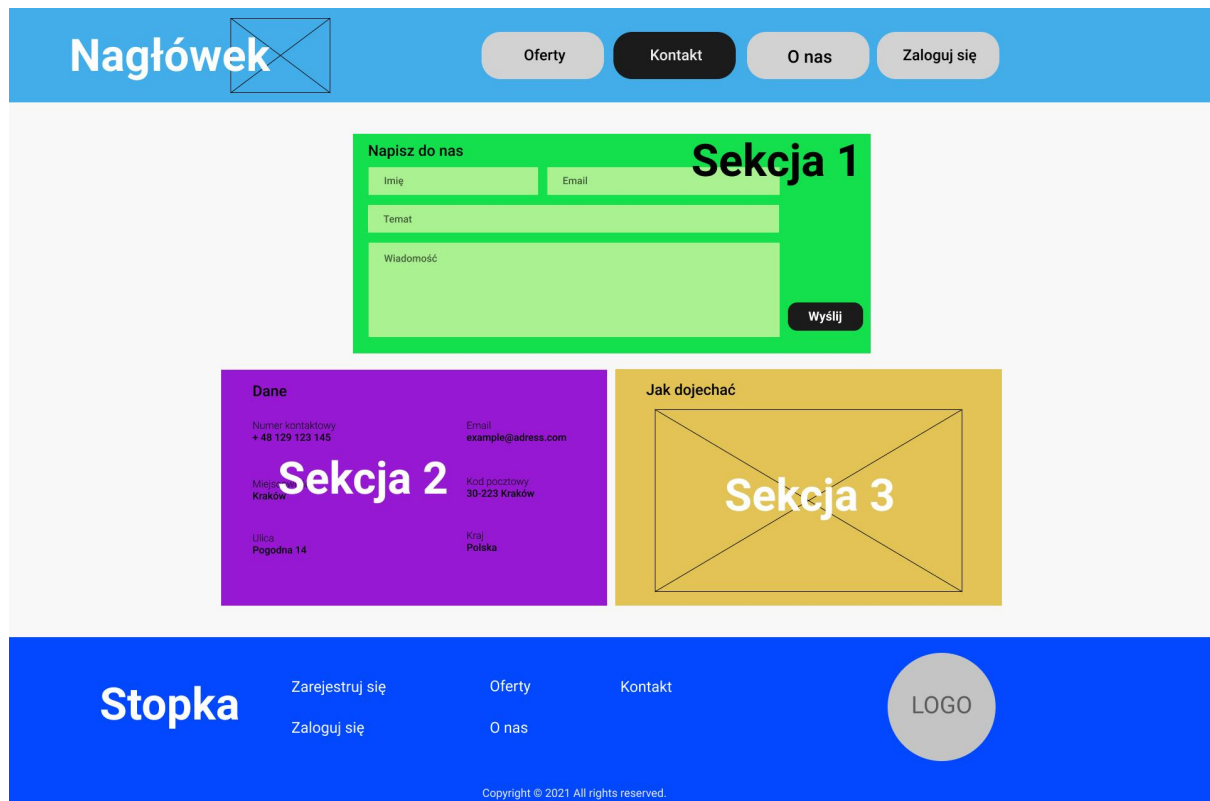 Nagłówek
Oferty
Kontakt
O nas
Zaloguj się
Napisz do nas
Sekcja 1
Imię
Email
Temat
Wiadomość
Wyślij
Dane
Numer kontaktowy
+ 48 129 123 145
Email
example@adress.com
Sekcja 2
Kraków
Kod pocztowy
30-223 Kraków
Ulica
Pogodna 14
Kraj
Polska
Jak dojechać
Sekcja 3
Stopka
Zarejestruj się
Oferty
Kontakt
Zaloguj się
O nas
LOGO
Copyright © 2021 All rights reserved.